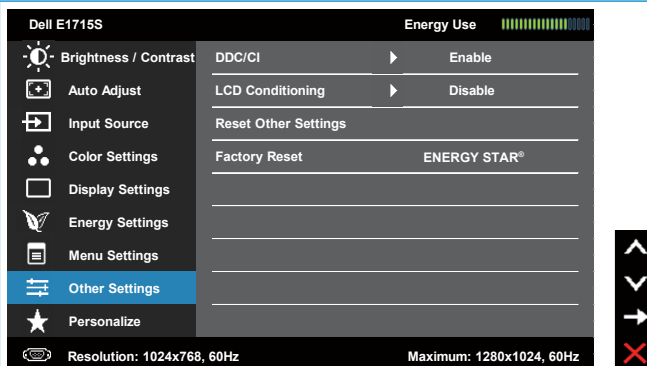 Dell E1715S Energy Use
Brightness / Contrast DDC/CI Enable
Auto Adjust LCD Conditioning Disable
Input Source Reset Other Settings
Color Settings Factory Reset ENERGY STAR®
Display Settings
Energy Settings
Menu Settings
Other Settings
Personalize
Resolution: 1024x768, 60Hz Maximum: 1280x1024, 60Hz